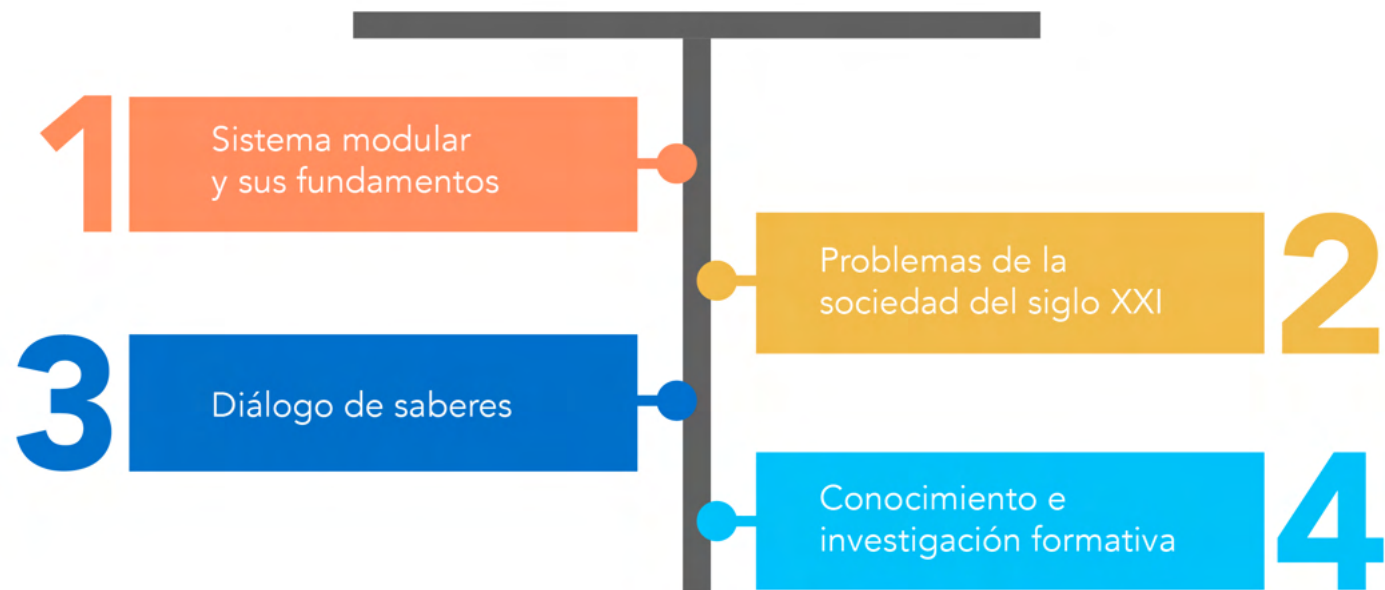 1
Sistema modular
y sus fundamentos
2
Problemas de la
sociedad del siglo XXI
3
Diálogo de saberes
4
Conocimiento e
investigación formativa